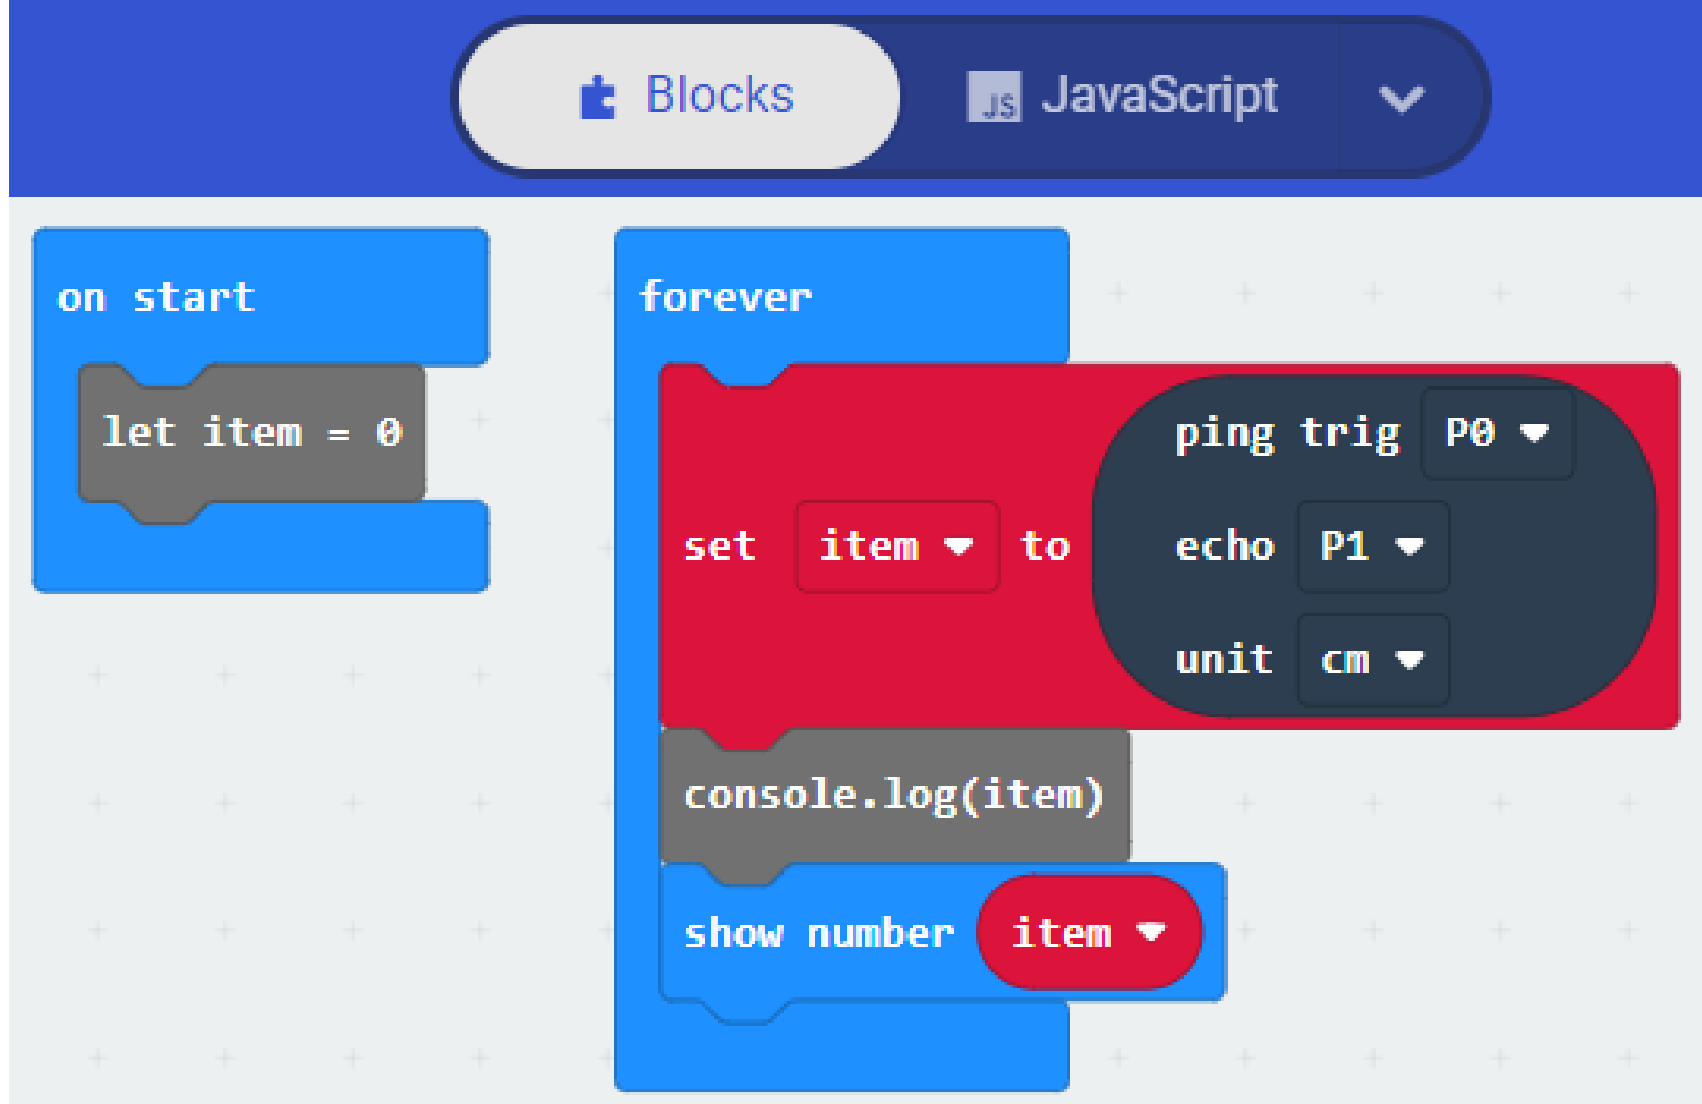 Blocks
JS JavaScript
on start
let item = 0
forever
set item to
ping trig P0
echo P1
unit cm
console.log(item)
show number item